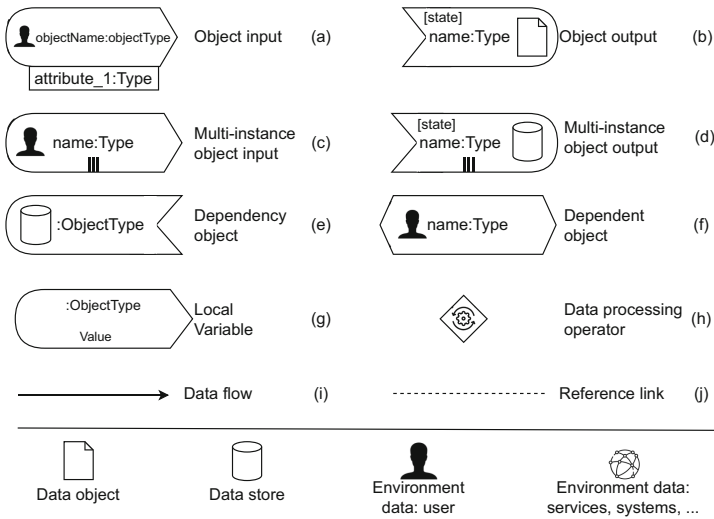 objectName:objectType
attribute_1:Type
Object input
(a)
[state]
name:Type
Object output
(b)
name:Type
Multi-instance
object input
(c)
[state]
name:Type
Multi-instance
object output
(d)
:ObjectType
Dependency
object
(e)
name:Type
Dependent
object
(f)
:ObjectType
Value
Local
Variable
(g)
Data processing
operator
(h)
Data flow
(i)
Reference link
(j)
Data object
Data store
Environment
data: user
Environment data:
services, systems, ...